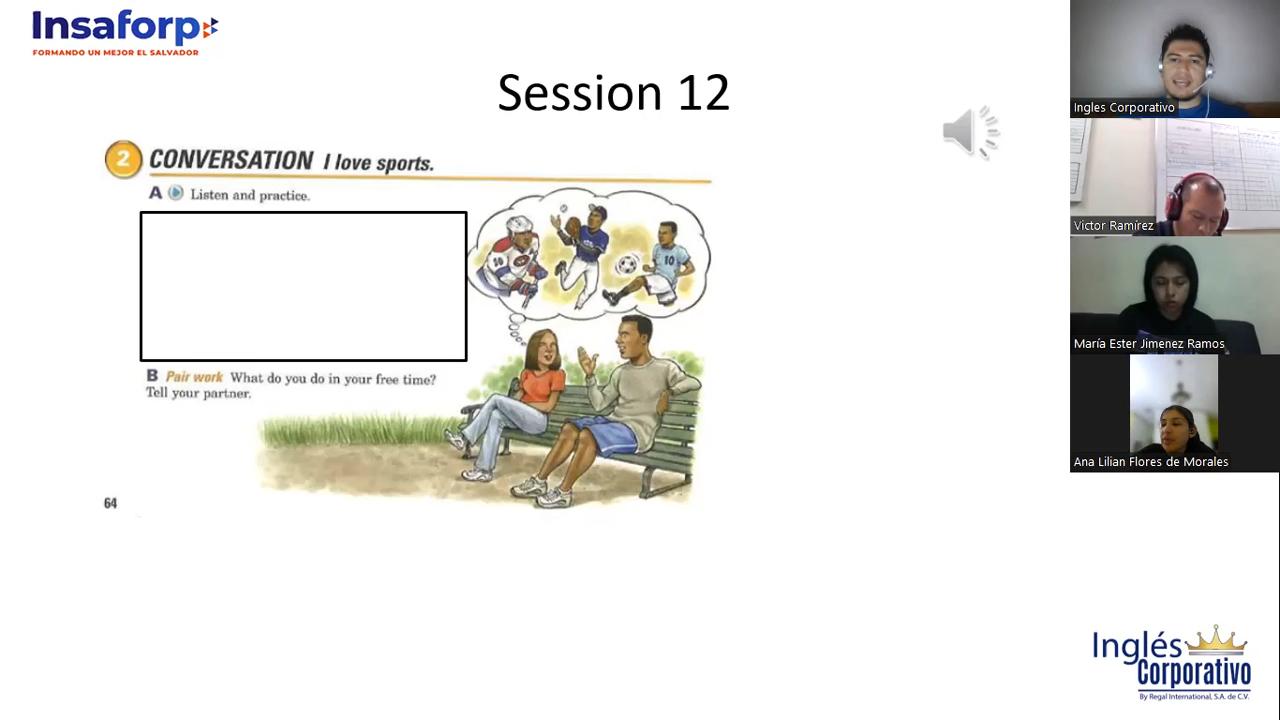 Insaforp
FORMANDO UN MEJOR EL SALVADOR
Session 12
2 CONVERSATION I love sports.
A Listen and practice.
10
10
B Pair work What do you do in your free time?
Tell your partner.
64
Ingles Corporativo
Victor Ramírez
María Ester Jimenez Ramos
Ana Lilian Flores de Morales
Inglés
Corporativo
By Regal International, S.A. de C.V.